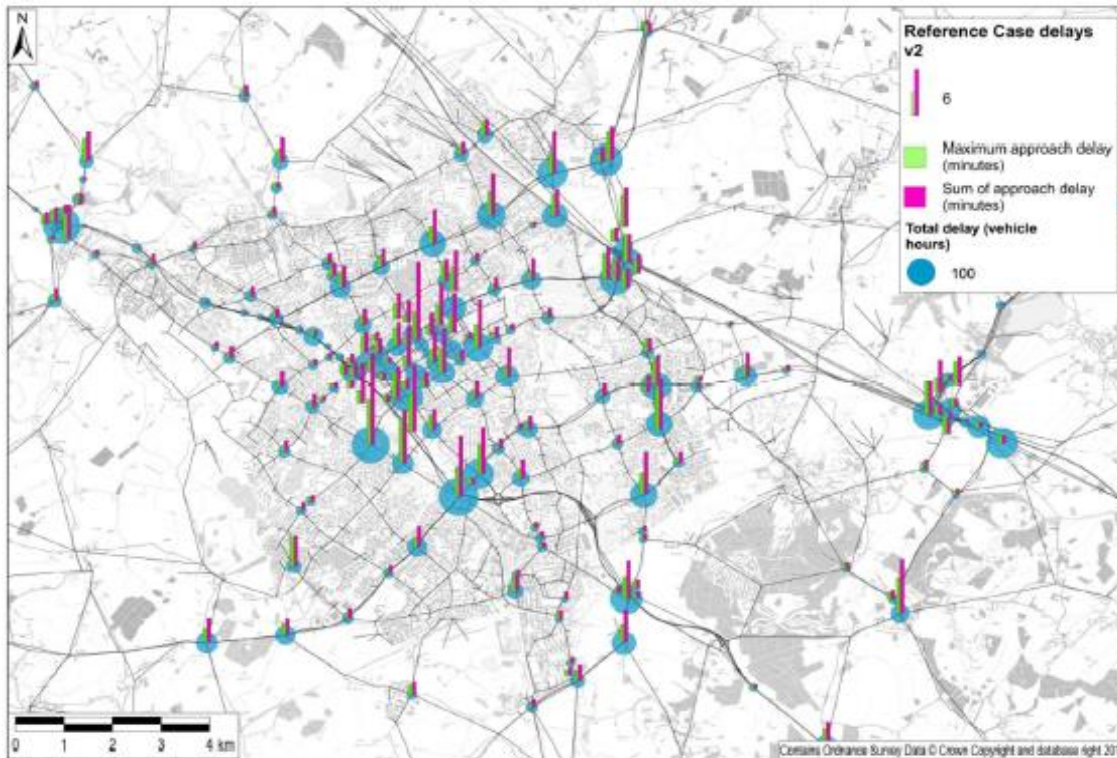 N
Reference Case delays
v2
6
Maximum approach delay
(minutes)
Sum of approach delay
(minutes)
Total delay (vehicle
hours)
100
0 1 2 3 4 km
Contains Ordnance Survey Data © Crown Copyright and database right 20